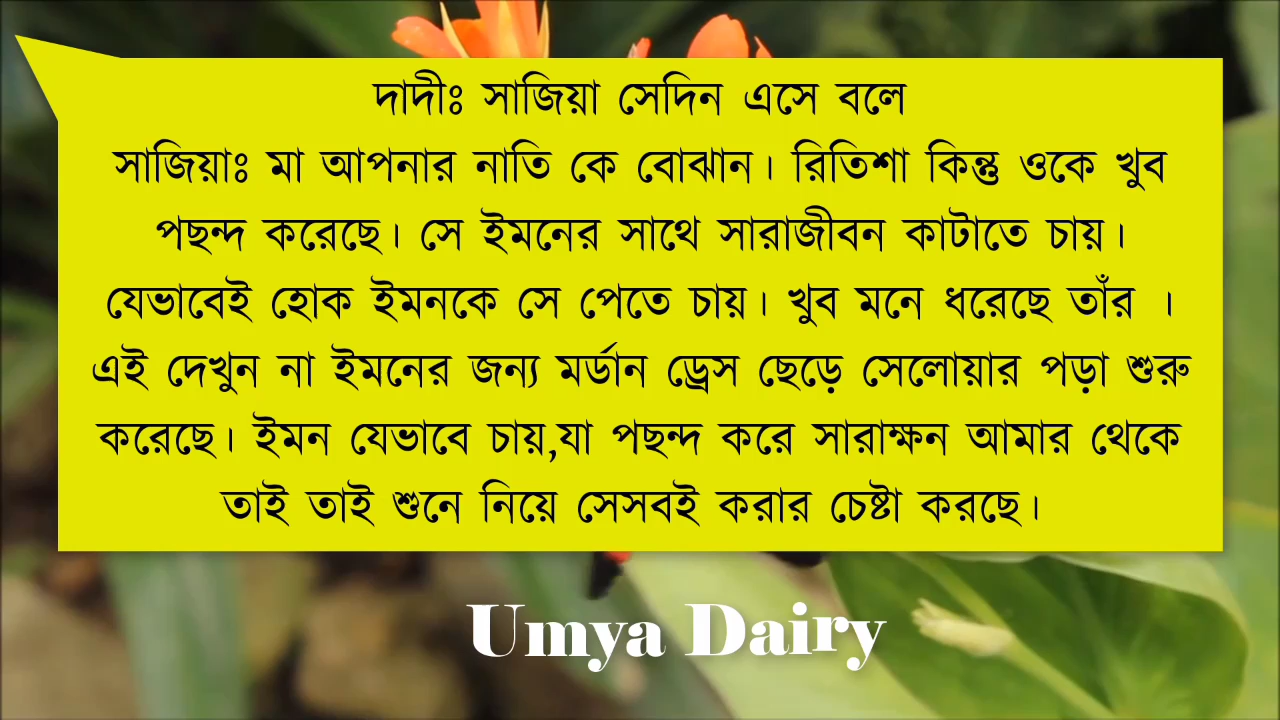 দাদীঃ সাজিয়া সেদিন এসে বলে
সাজিয়াঃ মা আপনার নাতি কে বোঝান। রিতিশা কিন্তু ওকে খুব
পছন্দ করেছে। সে ইমনের সাথে সারাজীবন কাটাতে চায়।
যেভাবেই হোক ইমনকে সে পেতে চায়। খুব মনে ধরেছে তাঁর ।
এই দেখুন না ইমনের জন্য মর্ডান ড্রেস ছেড়ে সেলোয়ার পড়া শুরু
করেছে। ইমন যেভাবে চায়,যা পছন্দ করে সারাক্ষন আমার থেকে
তাই তাই শুনে নিয়ে সেসবই করার চেষ্টা করছে।
Umya Dairy